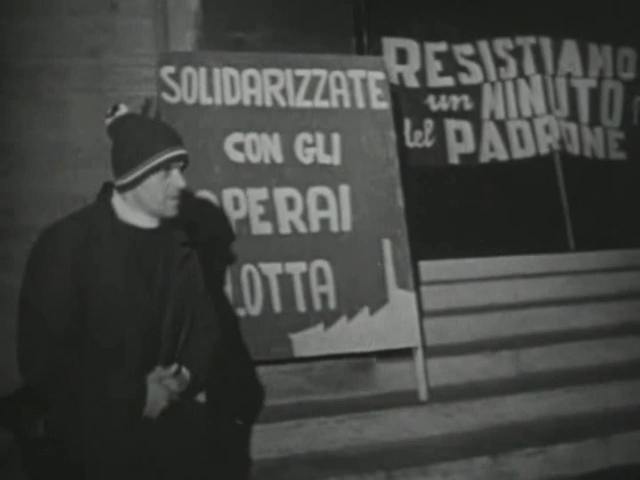 SOLIDARIZZATE
CON GLI
OPERAI
LOTTA
RESISTIAMO
un MINUTO
del PADRONE